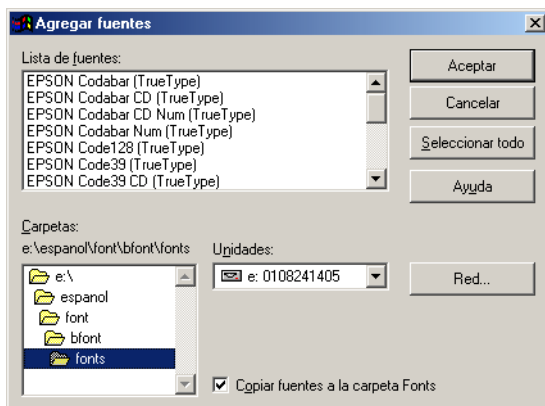 Agregar fuentes
Lista de fuentes:
EPSON Codabar (TrueType)
EPSON Codabar CD (TrueType)
EPSON Codabar CD Num (TrueType)
EPSON Codabar Num (TrueType)
EPSON Code128 (TrueType)
EPSON Code39 (TrueType)
EPSON Code39 CD (TrueType)
Aceptar
Cancelar
Seleccionar todo
Ayuda
Carpetas:
e:\espanol\font\bfont\fonts
e:\
espanol
font
bfont
fonts
Unidades:
e: 0108241405
Red...
Copiar fuentes a la carpeta Fonts